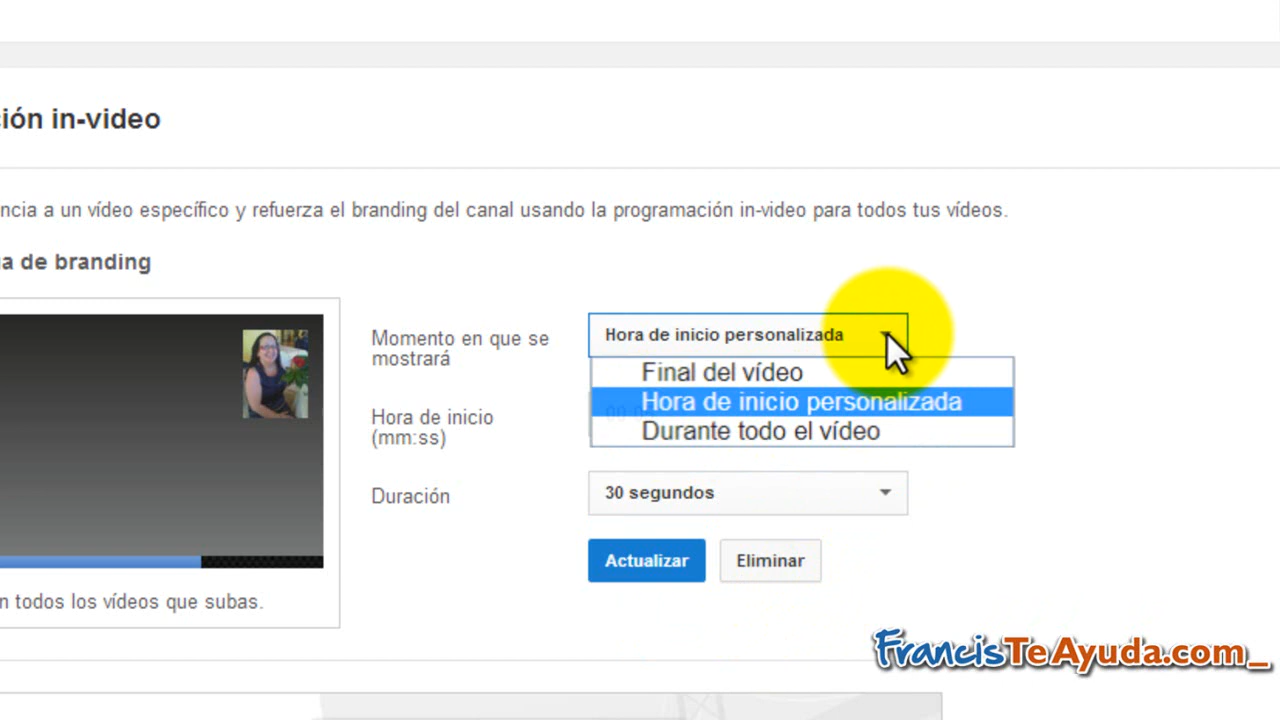 ción in-video
ncia a un vídeo específico y refuerza el branding del canal usando la programación in-video para todos tus vídeos.
a de branding
Momento en que se
mostrará
Hora de inicio personalizada
Final del vídeo
Hora de inicio personalizada
Durante todo el vídeo
Hora de inicio
(mm:ss)
Duración
30 segundos
Actualizar
Eliminar
n todos los vídeos que subas.
FrancisTeAyuda.com_